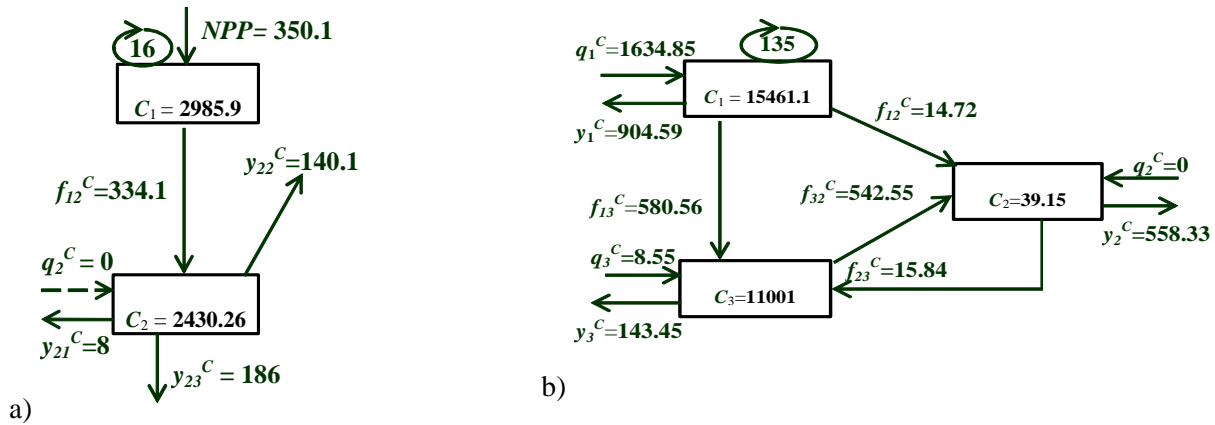 16
NPP= 350.1
C₁ = 2985.9
f₁₂ᶜ=334.1
y₂₂ᶜ=140.1
q₂ᶜ = 0
C₂ = 2430.26
y₂₁ᶜ=8
y₂₃ᶜ = 186
a)
135
q₁ᶜ=1634.85
C₁ = 15461.1
y₁ᶜ=904.59
f₁₂ᶜ=14.72
q₂ᶜ=0
C₂=39.15
y₂ᶜ=558.33
f₁₃ᶜ=580.56
f₃₂ᶜ=542.55
q₃ᶜ=8.55
f₂₃ᶜ=15.84
C₃=11001
y₃ᶜ=143.45
b)